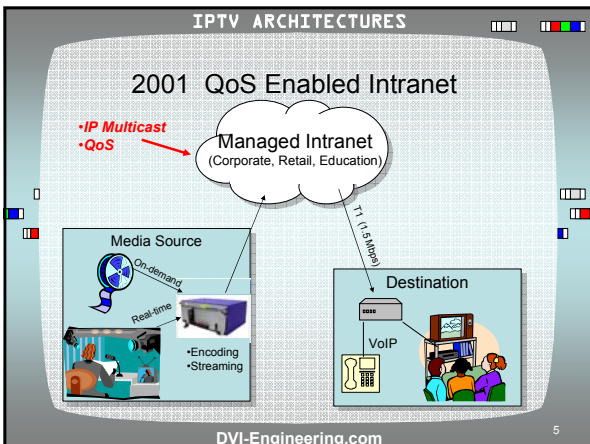 IPTV ARCHITECTURES
2001 QoS Enabled Intranet
•IP Multicast
•QoS
Managed Intranet
(Corporate, Retail, Education)
T1 (1.5 Mbps)
Media Source
On-demand
Real-time
•Encoding
•Streaming
Destination
VoIP
DVI-Engineering.com
5